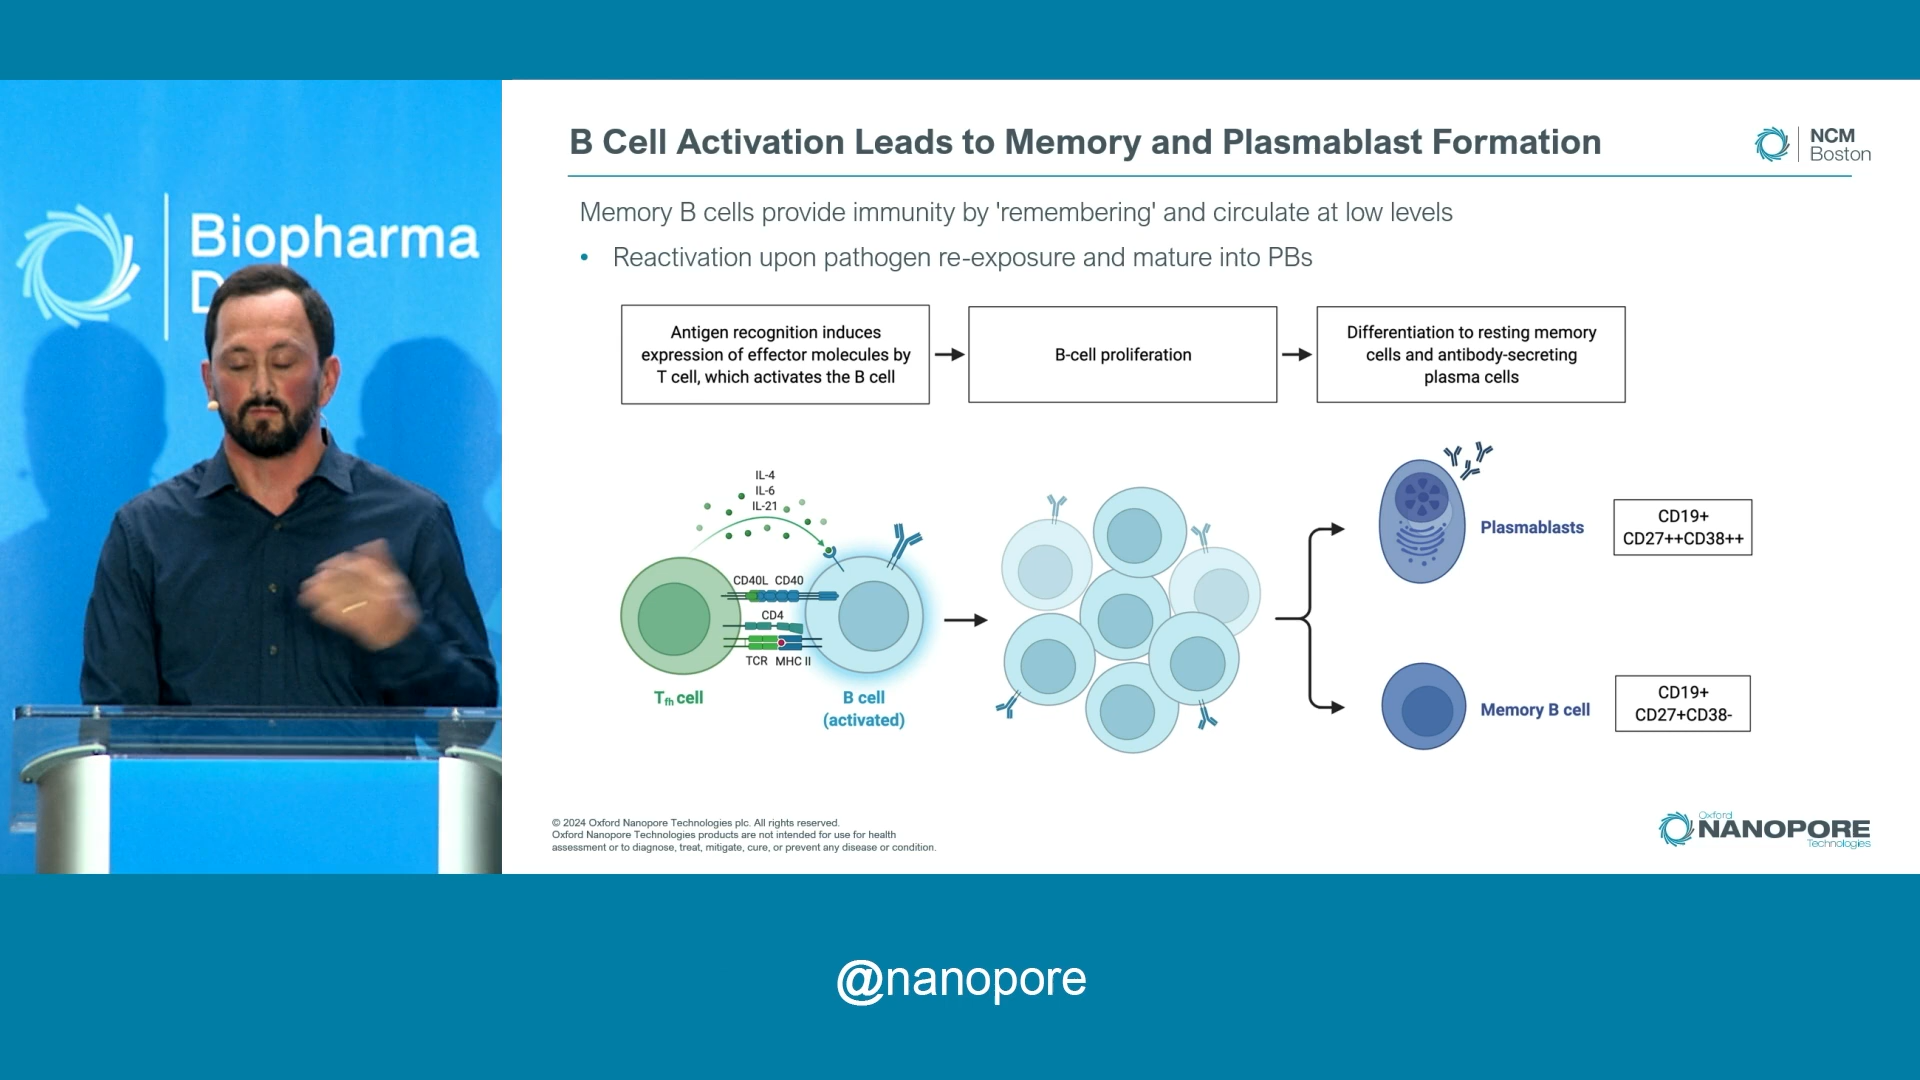 Biopharma
D
B Cell Activation Leads to Memory and Plasmablast Formation
NCM
Boston
Memory B cells provide immunity by 'remembering' and circulate at low levels
• Reactivation upon pathogen re-exposure and mature into PBs
Antigen recognition induces
expression of effector molecules by
T cell, which activates the B cell
B-cell proliferation
Differentiation to resting memory
cells and antibody-secreting
plasma cells
IL-4
IL-6
IL-21
CD40L CD40
CD4
TCR MHC II
Tfh cell
B cell
(activated)
Plasmablasts
CD19+
CD27++CD38++
Memory B cell
CD19+
CD27+CD38-
© 2024 Oxford Nanopore Technologies plc. All rights reserved.
Oxford Nanopore Technologies products are not intended for use for health
assessment or to diagnose, treat, mitigate, cure, or prevent any disease or condition.
Oxford
NANOPORE
Technologies
@nanopore